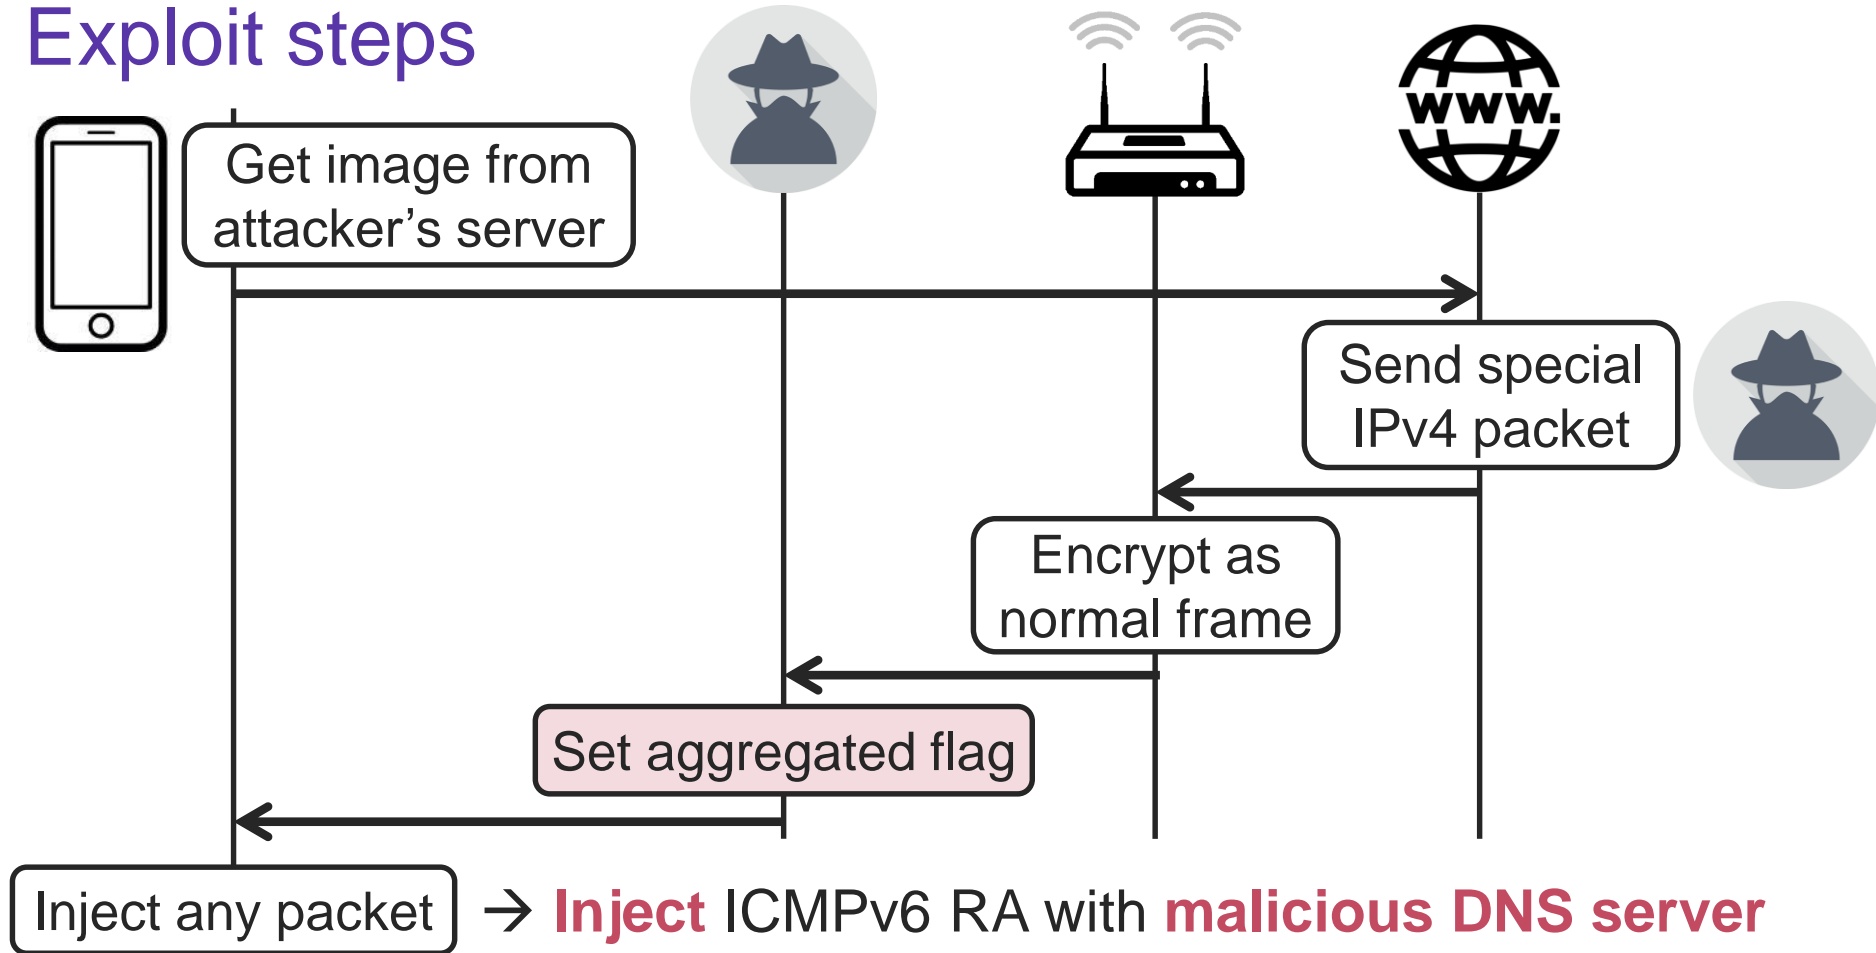 Exploit steps
www.
Get image from
attacker’s server
Send special
IPv4 packet
Encrypt as
normal frame
Set aggregated flag
Inject any packet → Inject ICMPv6 RA with malicious DNS server